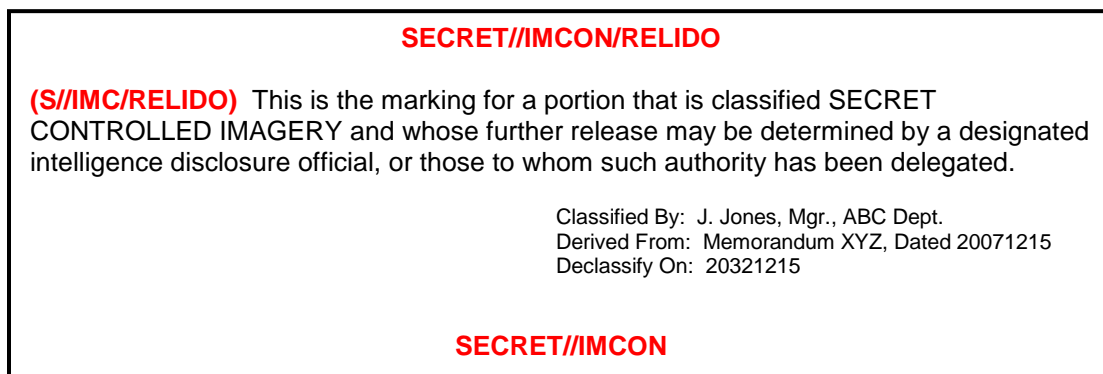 SECRET//IMCON/RELIDO
(S//IMC/RELIDO) This is the marking for a portion that is classified SECRET
CONTROLLED IMAGERY and whose further release may be determined by a designated
intelligence disclosure official, or those to whom such authority has been delegated.
Classified By: J. Jones, Mgr., ABC Dept.
Derived From: Memorandum XYZ, Dated 20071215
Declassify On: 20321215
SECRET//IMCON